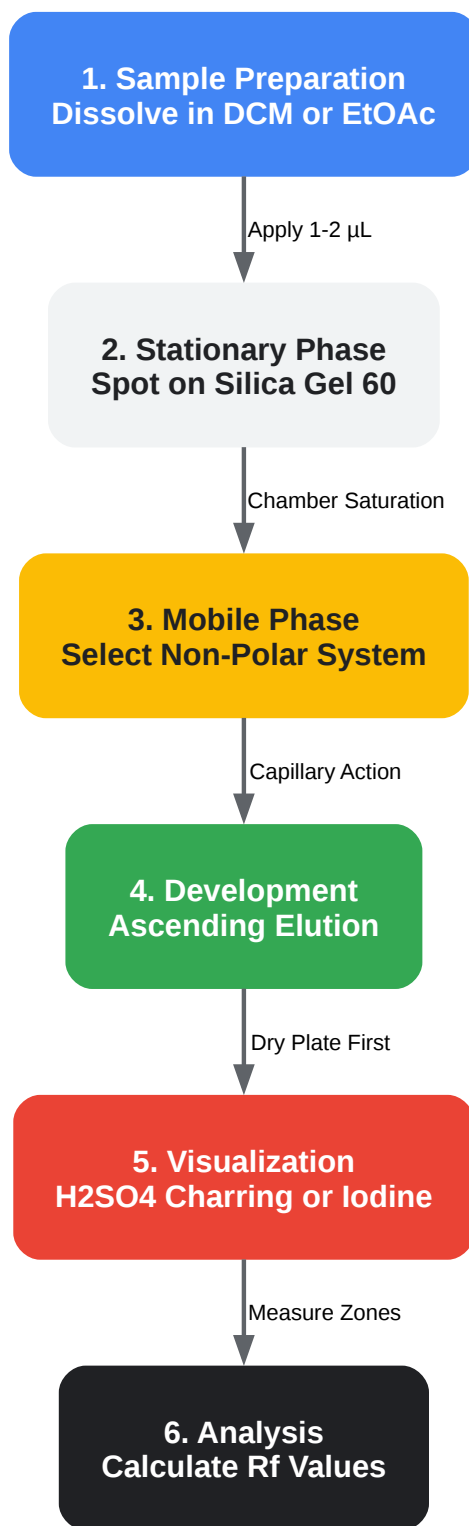 1. Sample Preparation
Dissolve in DCM or EtOAc
Apply 1-2 µL
2. Stationary Phase
Spot on Silica Gel 60
Chamber Saturation
3. Mobile Phase
Select Non-Polar System
Capillary Action
4. Development
Ascending Elution
Dry Plate First
5. Visualization
H2SO4 Charring or Iodine
Measure Zones
6. Analysis
Calculate Rf Values